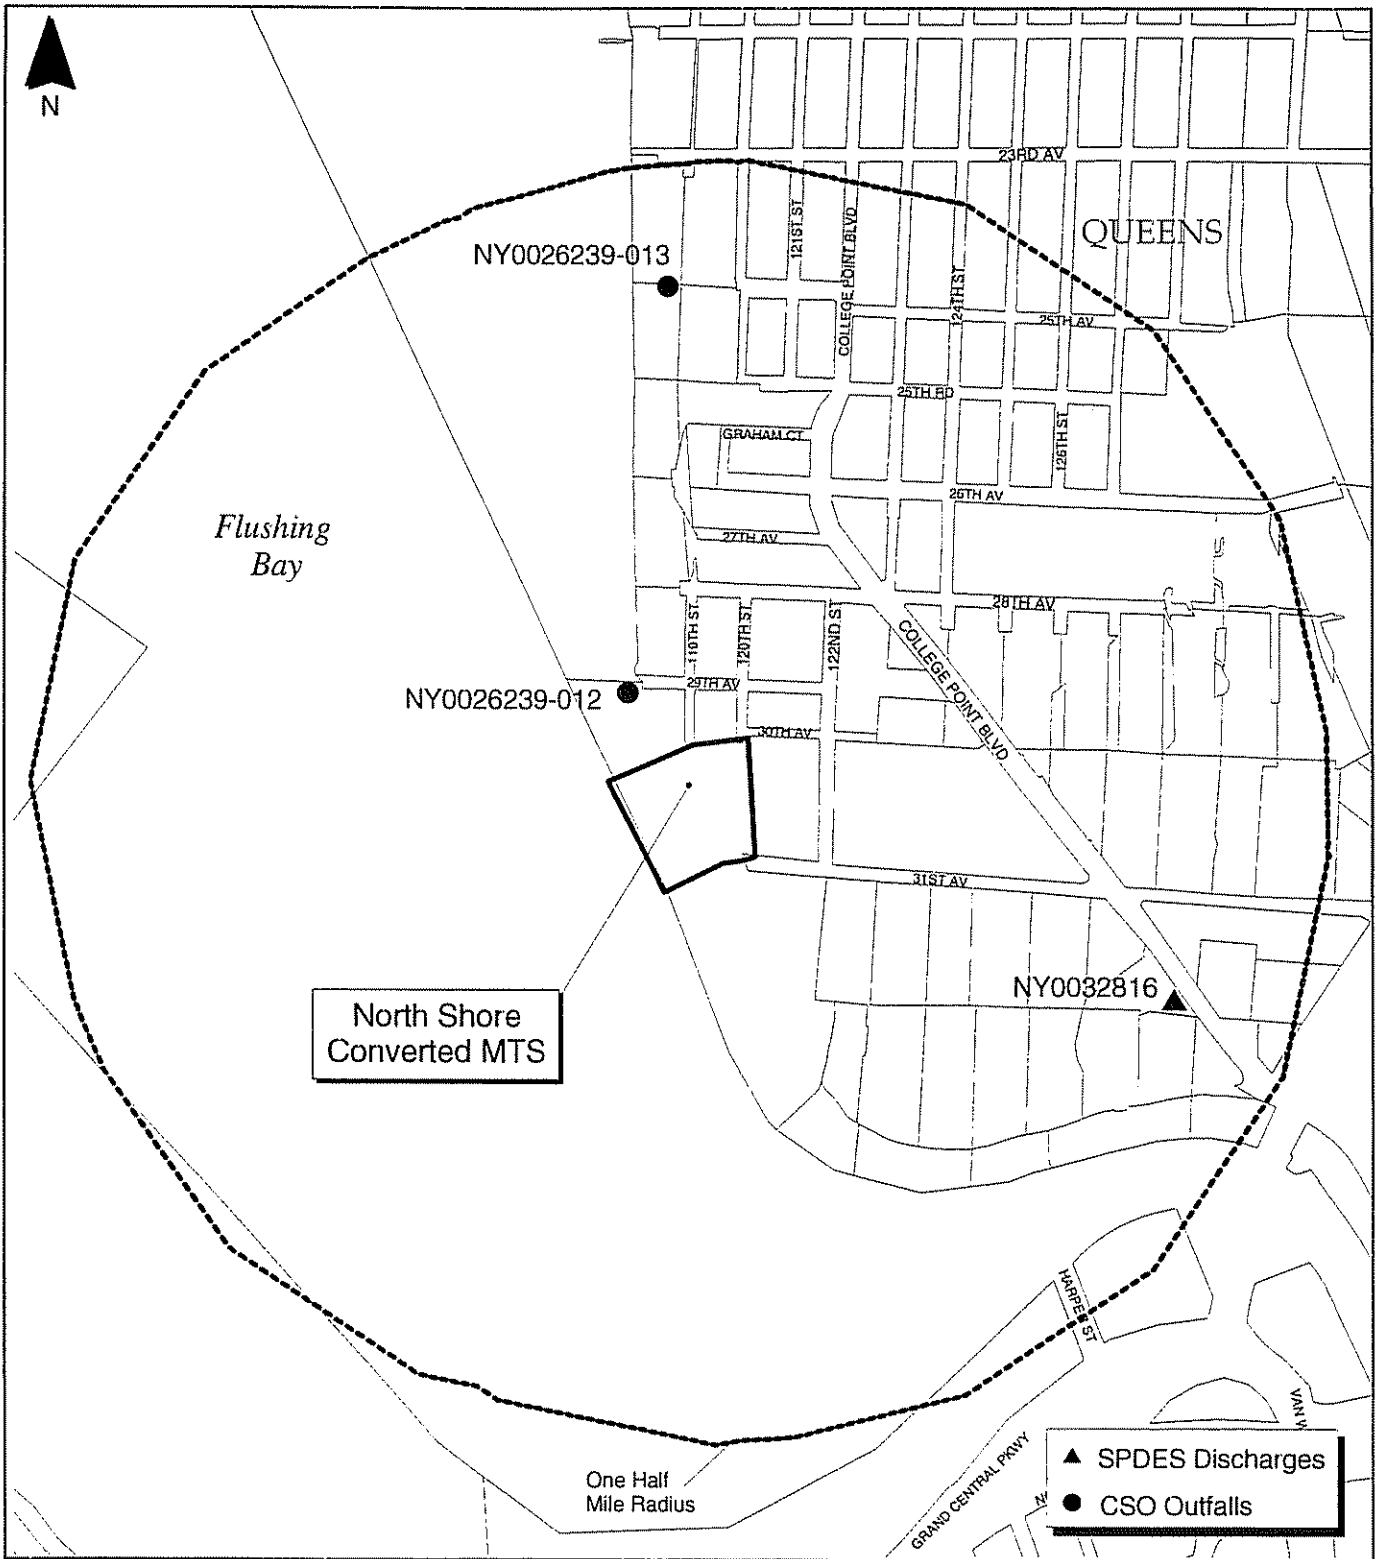 N
23RD AV
QUEENS
121ST ST
COLLEGE POINT BLVD
NY0026239-013
124TH ST
25TH AV
25TH RD
GRAHAM CT
126TH ST
26TH AV
Flushing
Bay
27TH AV
28TH AV
110TH ST
120TH ST
122ND ST
COLLEGE POINT BLVD
29TH AV
NY0026239-012
30TH AV
31ST AV
NY0032816
North Shore
Converted MTS
HARPER ST
VAN W
GRAND CENTRAL PKWY
One Half
Mile Radius
SPDES Discharges
CSO Outfalls